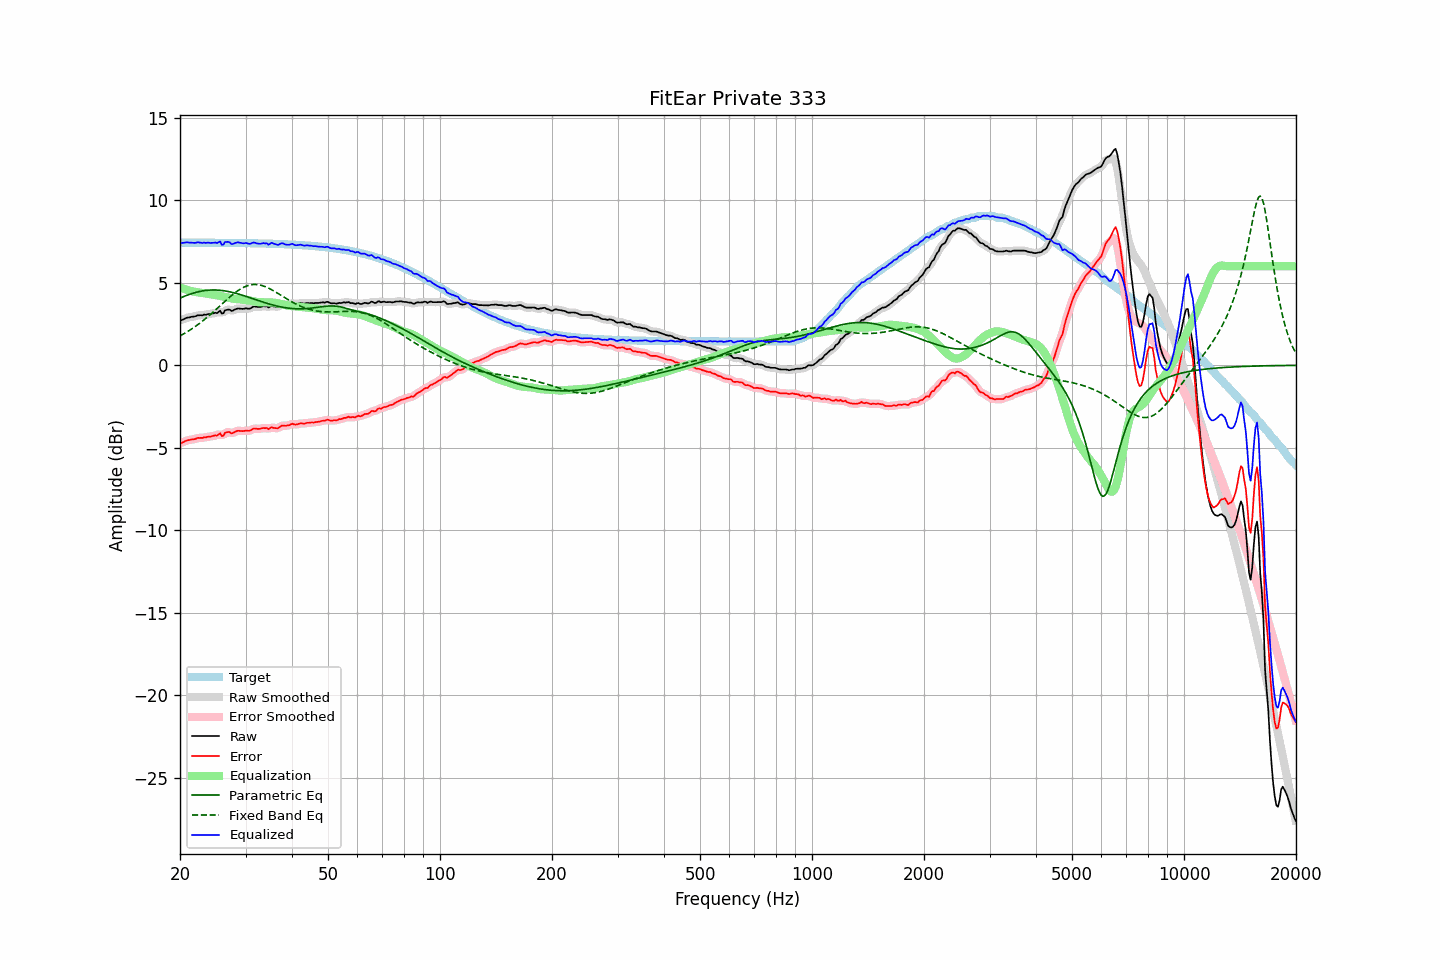 FitEar Private 333
15
10
5
0
−5
−10
−15
−20
−25
Amplitude (dBr)
Target
Raw Smoothed
Error Smoothed
Raw
Error
Equalization
Parametric Eq
Fixed Band Eq
Equalized
20 50 100 200 500 1000 2000 5000 10000 20000
Frequency (Hz)